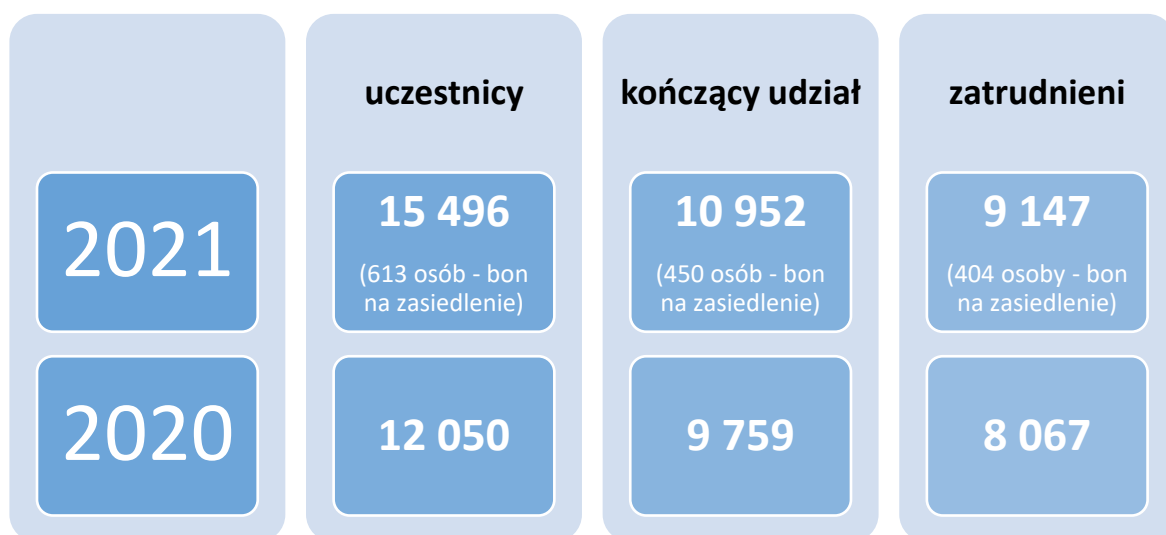 uczestnicy
kończący udział
zatrudnieni
2021
15 496
(613 osób - bon
na zasiedlenie)
10 952
(450 osób - bon
na zasiedlenie)
9 147
(404 osoby - bon
na zasiedlenie)
2020
12 050
9 759
8 067